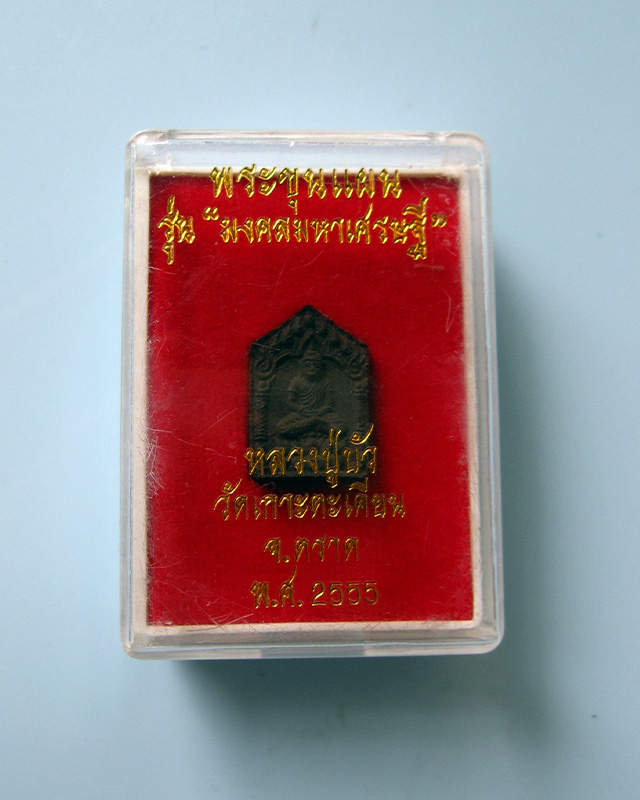 พระขุนแผน
รุ่น "มงคลมหาเศรษฐี"
หลวงปู่บัว
วัดเกาะตะเคียน
จ.ตราด
พ.ศ. 2555